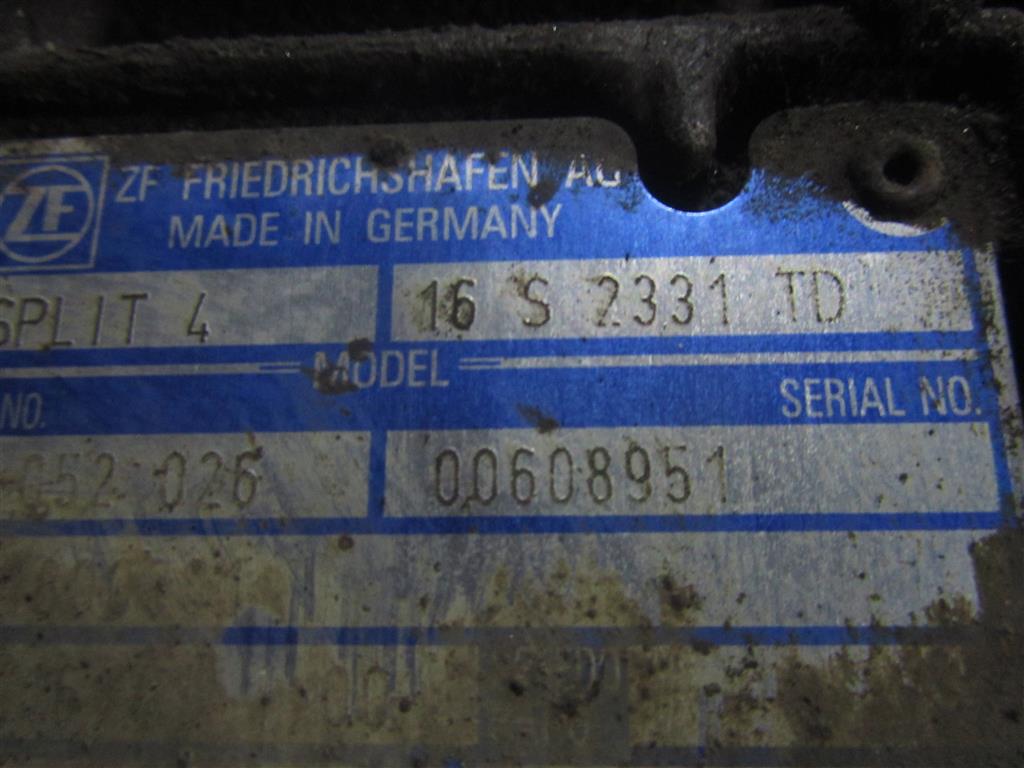 ZF ZF FRIEDRICHSHAFEN AG
MADE IN GERMANY
SPLIT 4 16 S 2331 TD
MODEL
NO. SERIAL NO.
052 026 00608951